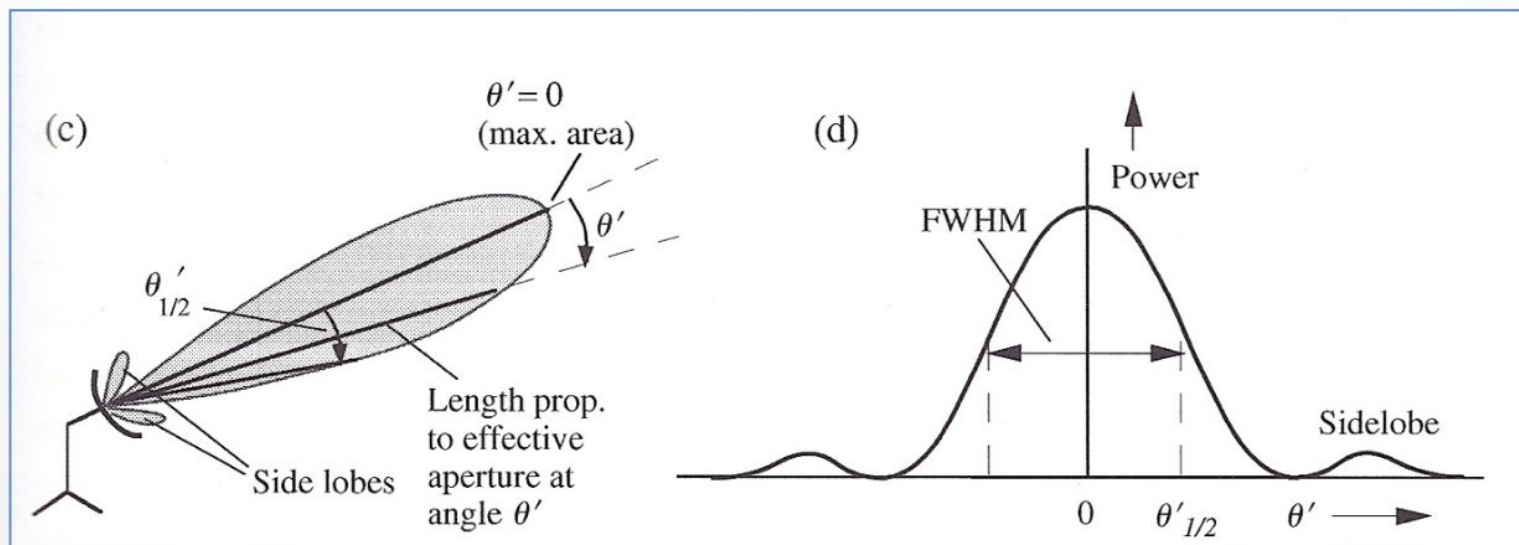 (c)
θ′ = 0
(max. area)
θ′
θ′1/2
Length prop.
to effective
aperture at
angle θ′
Side lobes
(d)
Power
FWHM
Sidelobe
0
θ′1/2
θ′